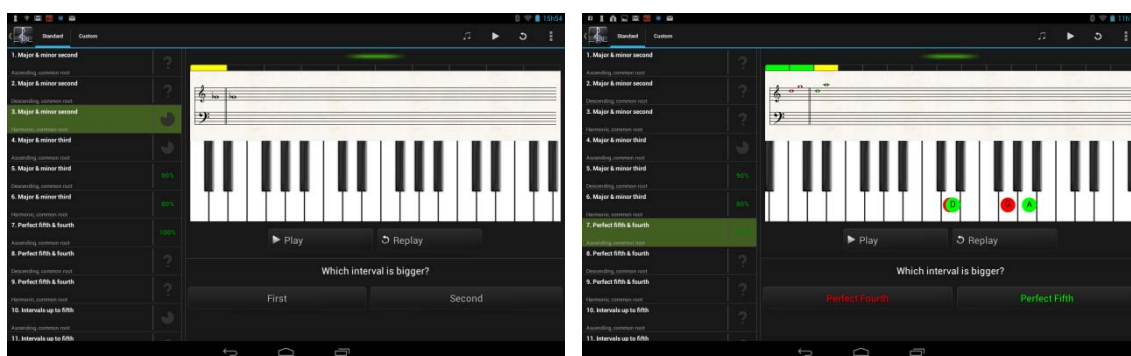 15h54
Standard Custom
1. Major & minor second
Ascending, common root
2. Major & minor second
Descending, common root
3. Major & minor second
Harmonic, common root
4. Major & minor third
Ascending, common root
5. Major & minor third
90%
Descending, common root
6. Major & minor third
80%
Harmonic, common root
7. Perfect fifth & fourth
100%
Ascending, common root
8. Perfect fifth & fourth
Descending, common root
9. Perfect fifth & fourth
Harmonic, common root
10. Intervals up to fifth
Ascending, common root
11. Intervals up to fifth
Play Replay
Which interval is bigger?
First Second
11h
Standard Custom
1. Major & minor second
Ascending, common root
2. Major & minor second
Descending, common root
3. Major & minor second
Harmonic, common root
4. Major & minor third
Ascending, common root
5. Major & minor third
90%
Descending, common root
6. Major & minor third
80%
Harmonic, common root
7. Perfect fifth & fourth
Ascending, common root
8. Perfect fifth & fourth
Descending, common root
9. Perfect fifth & fourth
Harmonic, common root
10. Intervals up to fifth
Ascending, common root
11. Intervals up to fifth
D G A
Play Replay
Which interval is bigger?
Perfect Fourth Perfect Fifth